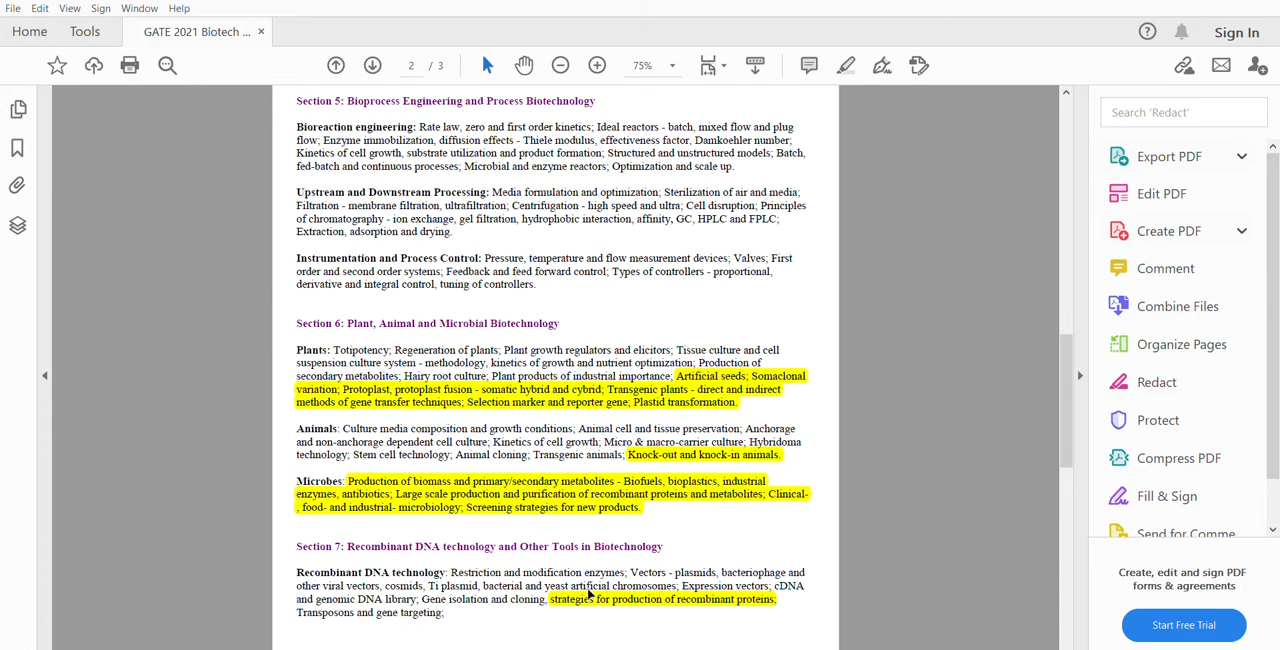 File Edit View Sign Window Help
Home Tools GATE 2021 Biotech ... × Sign In
2 / 3 75%
Section 5: Bioprocess Engineering and Process Biotechnology
Bioreaction engineering: Rate law, zero and first order kinetics; Ideal reactors - batch, mixed flow and plug
flow; Enzyme immobilization, diffusion effects - Thiele modulus, effectiveness factor, Damkoehler number;
Kinetics of cell growth, substrate utilization and product formation; Structured and unstructured models; Batch,
fed-batch and continuous processes; Microbial and enzyme reactors; Optimization and scale up.
Upstream and Downstream Processing: Media formulation and optimization; Sterilization of air and media;
Filtration - membrane filtration, ultrafiltration; Centrifugation - high speed and ultra; Cell disruption; Principles
of chromatography - ion exchange, gel filtration, hydrophobic interaction, affinity, GC, HPLC and FPLC;
Extraction, adsorption and drying.
Instrumentation and Process Control: Pressure, temperature and flow measurement devices; Valves; First
order and second order systems; Feedback and feed forward control; Types of controllers - proportional,
derivative and integral control, tuning of controllers.
Section 6: Plant, Animal and Microbial Biotechnology
Plants: Totipotency; Regeneration of plants; Plant growth regulators and elicitors; Tissue culture and cell
suspension culture system - methodology, kinetics of growth and nutrient optimization; Production of
secondary metabolites; Hairy root culture; Plant products of industrial importance; Artificial seeds; Somaclonal
variation; Protoplast, protoplast fusion - somatic hybrid and cybrid; Transgenic plants - direct and indirect
methods of gene transfer techniques; Selection marker and reporter gene; Plastid transformation.
Animals: Culture media composition and growth conditions; Animal cell and tissue preservation; Anchorage
and non-anchorage dependent cell culture; Kinetics of cell growth; Micro & macro-carrier culture; Hybridoma
technology; Stem cell technology; Animal cloning; Transgenic animals; Knock-out and knock-in animals.
Microbes: Production of biomass and primary/secondary metabolites - Biofuels, bioplastics, industrial
enzymes, antibiotics; Large scale production and purification of recombinant proteins and metabolites; Clinical-
, food- and industrial- microbiology; Screening strategies for new products.
Section 7: Recombinant DNA technology and Other Tools in Biotechnology
Recombinant DNA technology: Restriction and modification enzymes; Vectors - plasmids, bacteriophage and
other viral vectors, cosmids, Ti plasmid, bacterial and yeast artificial chromosomes; Expression vectors; cDNA
and genomic DNA library; Gene isolation and cloning, strategies for production of recombinant proteins;
Transposons and gene targeting;
Search 'Redact'
Export PDF
Edit PDF
Create PDF
Comment
Combine Files
Organize Pages
Redact
Protect
Compress PDF
Fill & Sign
Send for Comme
Create, edit and sign PDF
forms & agreements
Start Free Trial